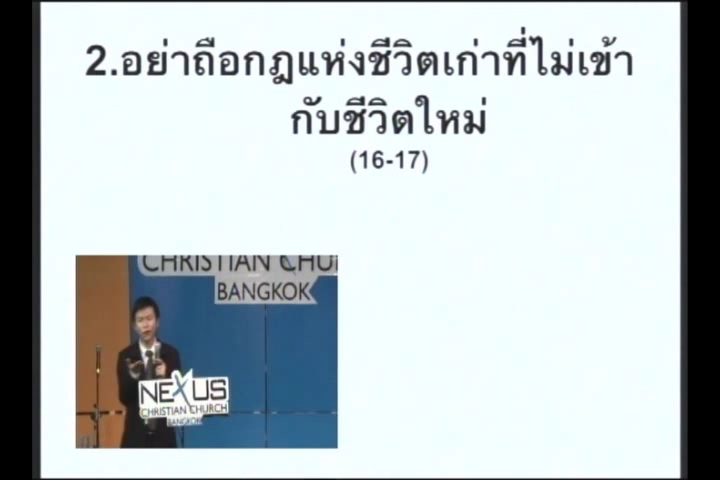 2.อย่าถือกฎแห่งชีวิตเก่าที่ไม่เข้า
กับชีวิตใหม่
(16-17)
CHRISTIAN CHU
BANGKOK
NEXUS
CHRISTIAN CHURCH
BANGKOK